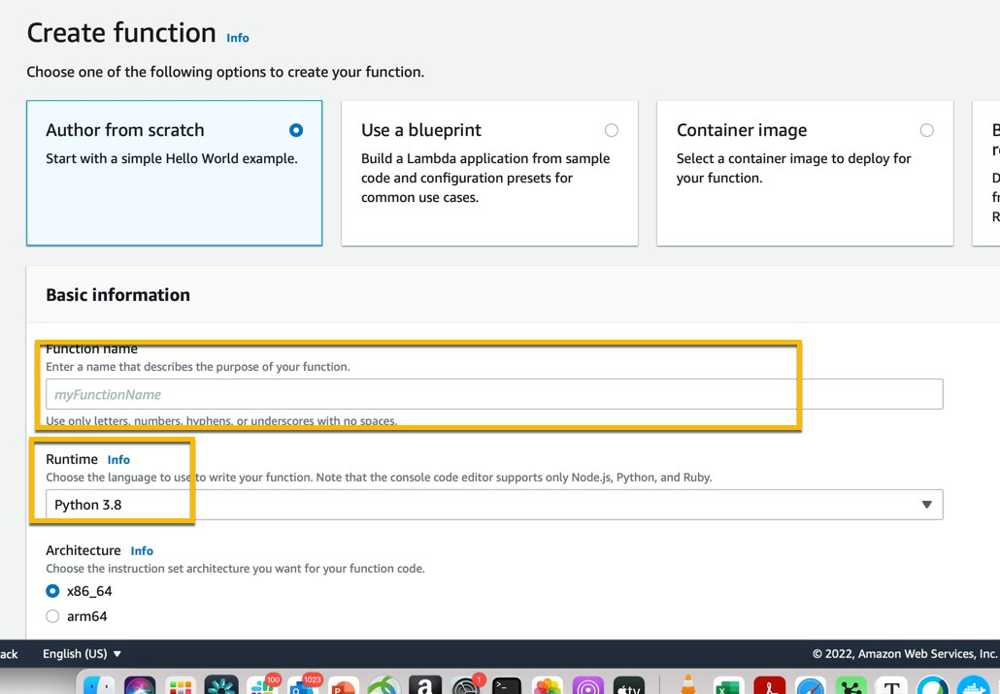 Create function Info
Choose one of the following options to create your function.
Author from scratch
Start with a simple Hello World example.
Use a blueprint
Build a Lambda application from sample
code and configuration presets for
common use cases.
Container image
Select a container image to deploy for
your function.
B
r
D
f
R
Basic information
Function name
Enter a name that describes the purpose of your function.
myFunctionName
Use only letters, numbers, hyphens, or underscores with no spaces.
Runtime Info
Choose the language to use to write your function. Note that the console code editor supports only Node.js, Python, and Ruby.
Python 3.8
Architecture Info
Choose the instruction set architecture you want for your function code.
x86_64
arm64
ack English (US) © 2022, Amazon Web Services, Inc.
100 1023 1
P a >_ tv X T